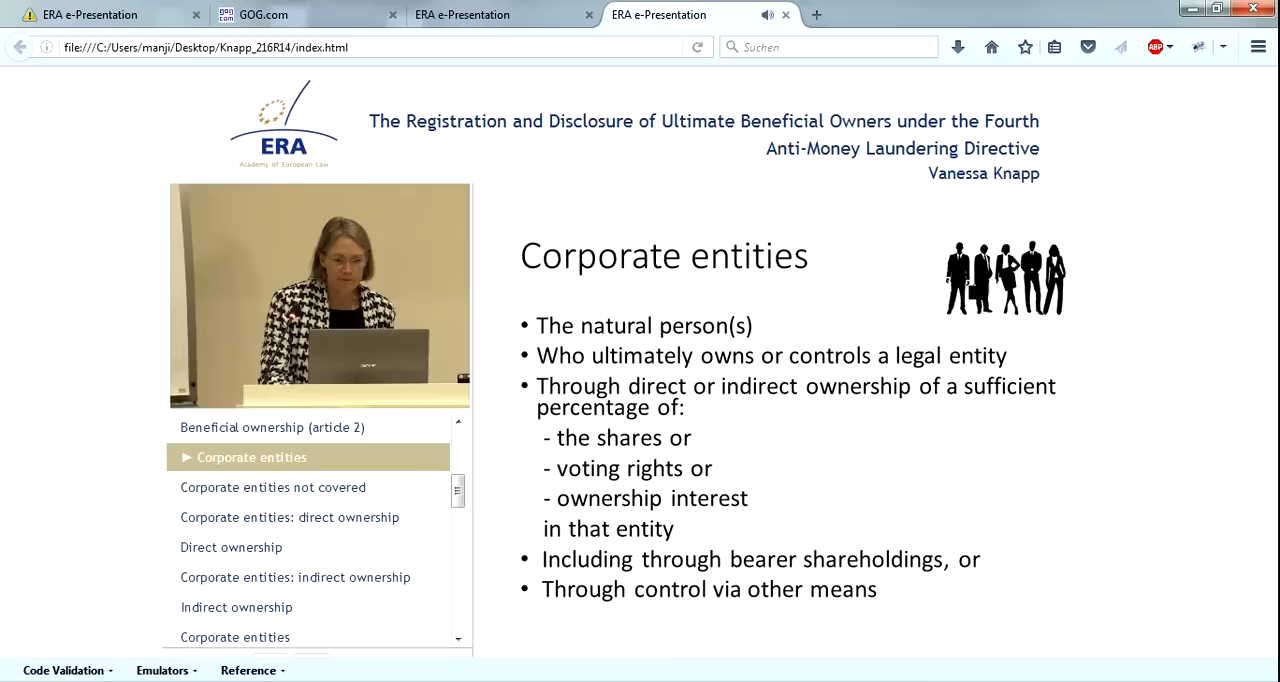 ERA e-Presentation
GOG.com
ERA e-Presentation
ERA e-Presentation
file:///C:/Users/manji/Desktop/Knapp_216R14/index.html
Suchen
ABP
ERA
Academy of European Law
The Registration and Disclosure of Ultimate Beneficial Owners under the Fourth
Anti-Money Laundering Directive
Vanessa Knapp
Beneficial ownership (article 2)
► Corporate entities
Corporate entities not covered
Corporate entities: direct ownership
Direct ownership
Corporate entities: indirect ownership
Indirect ownership
Corporate entities
Corporate entities
• The natural person(s)
• Who ultimately owns or controls a legal entity
• Through direct or indirect ownership of a sufficient
percentage of:
- the shares or
- voting rights or
- ownership interest
in that entity
• Including through bearer shareholdings, or
• Through control via other means
Code Validation
Emulators
Reference